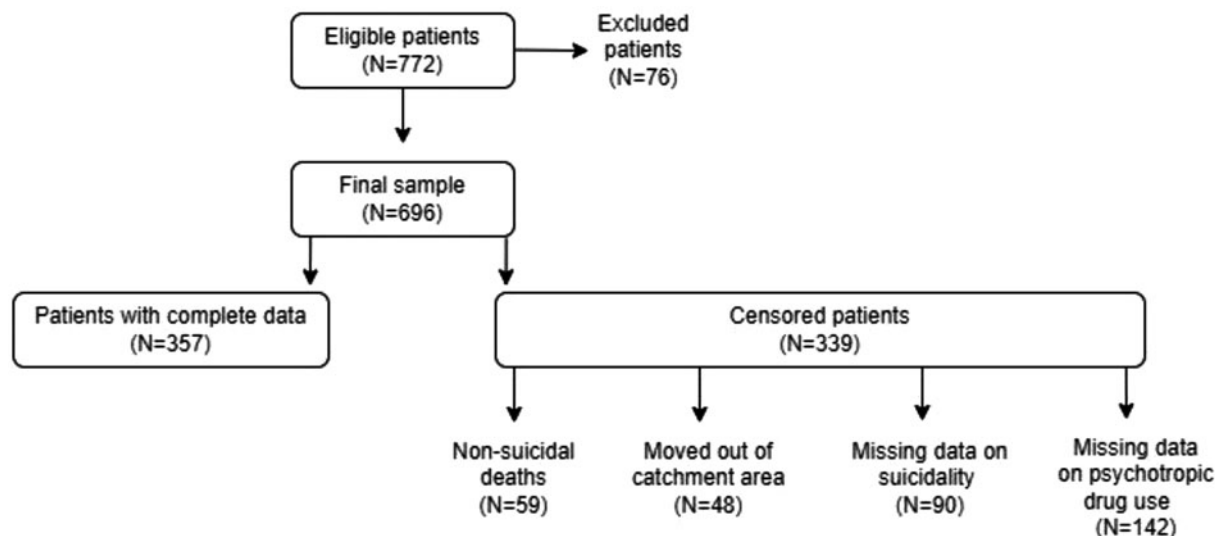 Eligible patients
(N=772)
Excluded
patients
(N=76)
Final sample
(N=696)
Patients with complete data
(N=357)
Censored patients
(N=339)
Non-suicidal
deaths
(N=59)
Moved out of
catchment area
(N=48)
Missing data on
suicidality
(N=90)
Missing data
on psychotropic
drug use
(N=142)